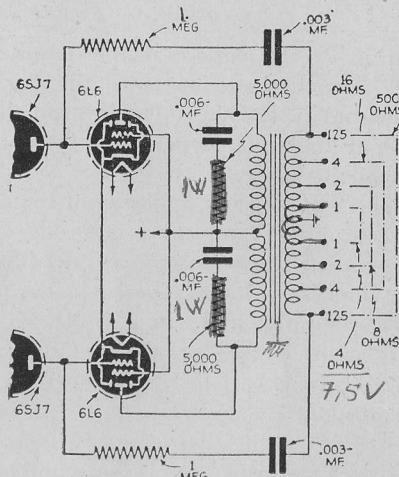 1
MEG
.003
MF.
6SJ7
6L6
.006-
MF.
5,000
OHMS
16
OHMS
500
1W
125
4
2
1
+
1
2
4
125
.006-
MF.
1W
8
OHMS
5,000
OHMS
4
OHMS
7,5V
6SJ7
6L6
1
MEG
.003-
MF.